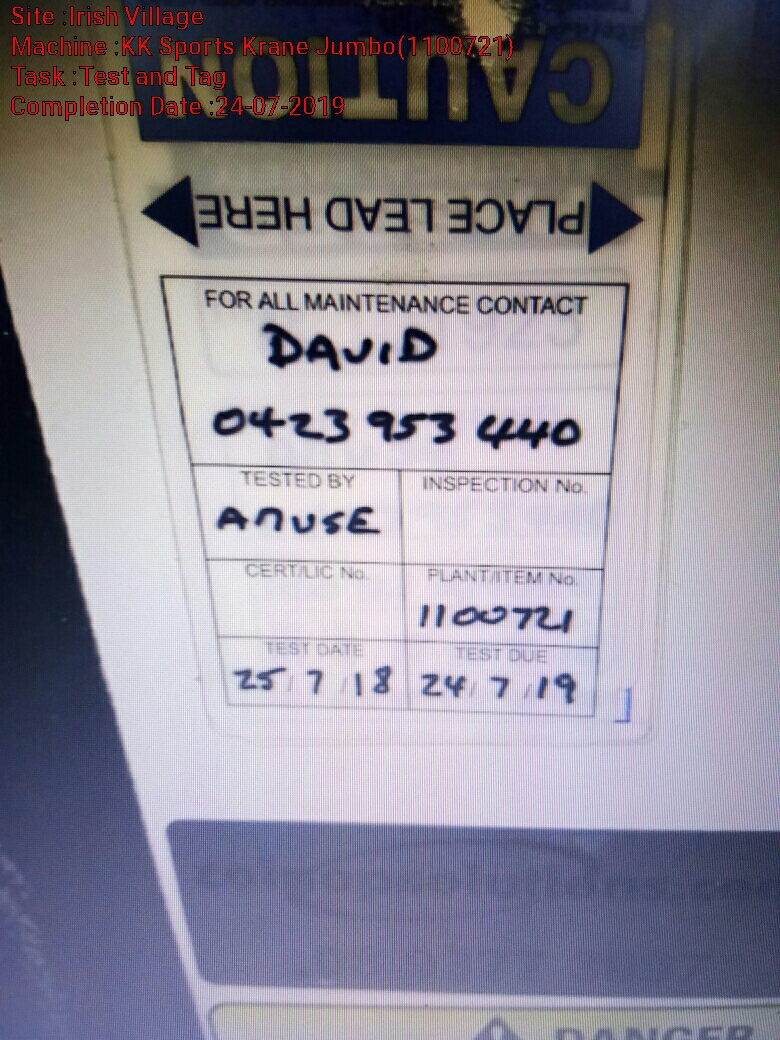 Site :Irish Village
Machine :KK Sports Krane Jumbo(1100721)
Task :Test and Tag
Completion Date :24-07-2019
CAUTION
PLACE LEAD HERE
FOR ALL MAINTENANCE CONTACT
DAVID
0423 953 440
TESTED BY INSPECTION No.
AMUSE
CERT/LIC No. PLANT/ITEM No.
1100721
TEST DATE TEST DUE
25/7/18 24/7/19
DANGER